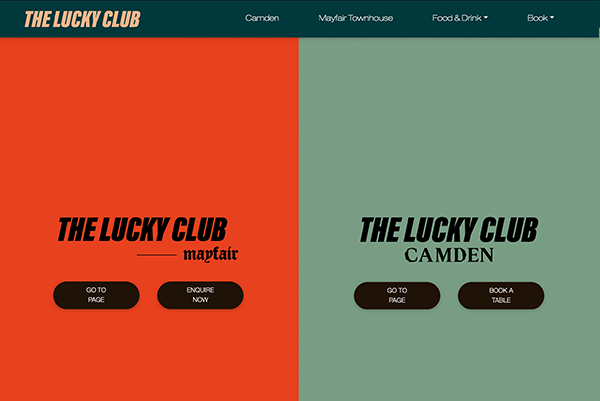 THE LUCKY CLUB
Camden
Mayfair Townhouse
Food & Drink
Book
THE LUCKY CLUB
mayfair
GO TO
PAGE
ENQUIRE
NOW
THE LUCKY CLUB
CAMDEN
GO TO
PAGE
BOOK A
TABLE